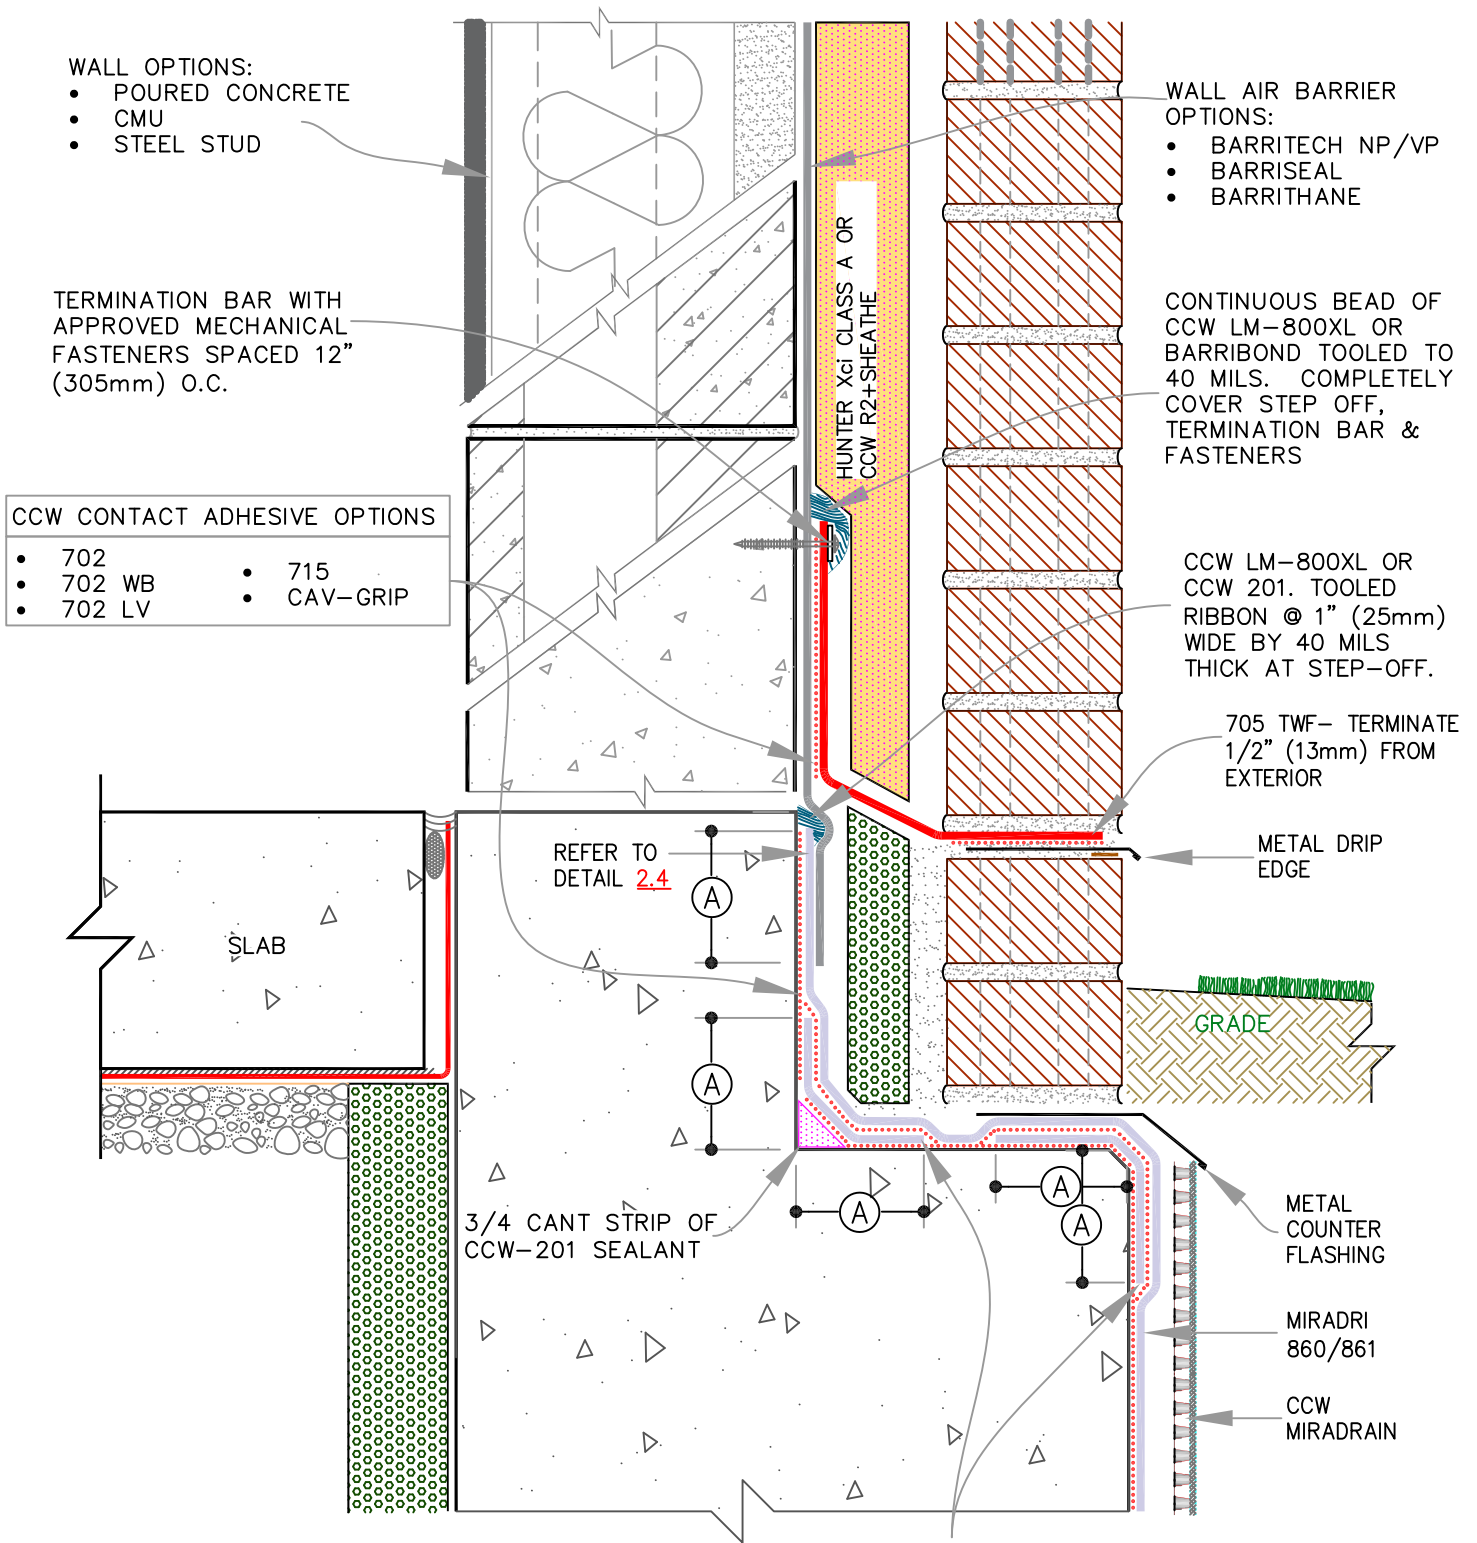 WALL OPTIONS:
• POURED CONCRETE
• CMU
• STEEL STUD
WALL AIR BARRIER
OPTIONS:
• BARRITECH NP/VP
• BARRISEAL
• BARRITHANE
TERMINATION BAR WITH
APPROVED MECHANICAL
FASTENERS SPACED 12”
(305mm) O.C.
HUNTER Xci CLASS A OR
CCW R2+SHEATHE
CONTINUOUS BEAD OF
CCW LM-800XL OR
BARRIBOND TOOLED TO
40 MILS. COMPLETELY
COVER STEP OFF,
TERMINATION BAR &
FASTENERS
CCW CONTACT ADHESIVE OPTIONS
• 702
• 702 WB
• 702 LV
• 715
• CAV-GRIP
CCW LM-800XL OR
CCW 201. TOOLED
RIBBON @ 1” (25mm)
WIDE BY 40 MILS
THICK AT STEP-OFF.
705 TWF- TERMINATE
1/2” (13mm) FROM
EXTERIOR
METAL DRIP
EDGE
REFER TO
DETAIL 2.4
A
SLAB
GRADE
A
A
A
A
3/4 CANT STRIP OF
CCW-201 SEALANT
METAL
COUNTER
FLASHING
MIRADRI
860/861
CCW
MIRADRAIN